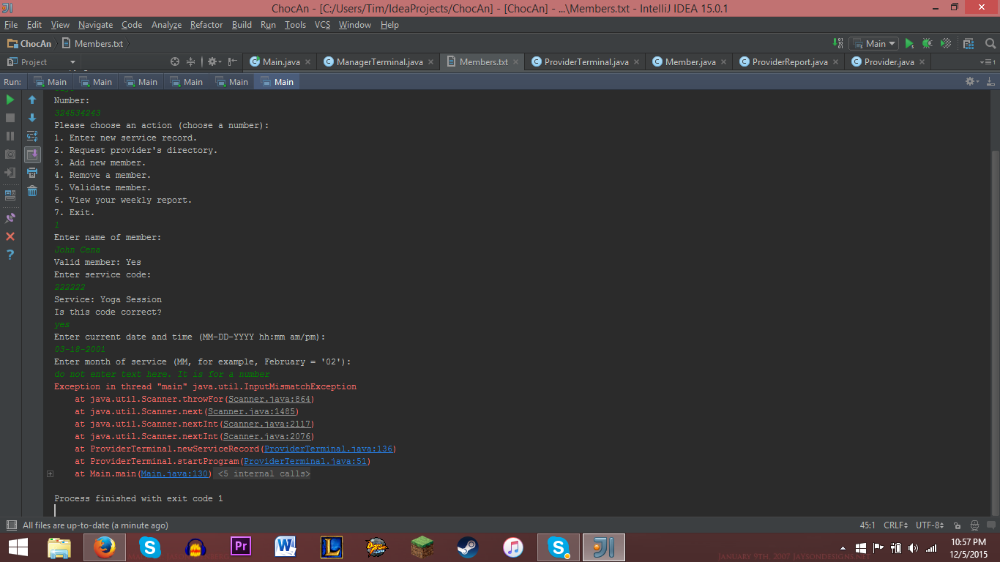 ChocAn - [C:/Users/Tim/IdeaProjects/ChocAn] - [ChocAn] - ...\Members.txt - IntelliJ IDEA 15.0.1
File Edit View Navigate Code Analyze Refactor Build Run Tools VCS Window Help
ChocAn Members.txt Main
Project Main.java ManagerTerminal.java Members.txt ProviderTerminal.java Member.java ProviderReport.java Provider.java
Run: Main Main Main Main Main Main
Number:
324534243
Please choose an action (choose a number):
1. Enter new service record.
2. Request provider's directory.
3. Add new member.
4. Remove a member.
5. Validate member.
6. View your weekly report.
7. Exit.
1
Enter name of member:
John Cena
Valid member: Yes
Enter service code:
222222
Service: Yoga Session
Is this code correct?
yes
Enter current date and time (MM-DD-YYYY hh:mm am/pm):
03-18-2001
Enter month of service (MM, for example, February = '02'):
do not enter text here. It is for a number
Exception in thread "main" java.util.InputMismatchException
at java.util.Scanner.throwFor(Scanner.java:864)
at java.util.Scanner.next(Scanner.java:1485)
at java.util.Scanner.nextInt(Scanner.java:2117)
at java.util.Scanner.nextInt(Scanner.java:2076)
at ProviderTerminal.newServiceRecord(ProviderTerminal.java:136)
at ProviderTerminal.startProgram(ProviderTerminal.java:51)
at Main.main(Main.java:130) <5 internal calls>
Process finished with exit code 1
All files are up-to-date (a minute ago) 45:1 CRLF UTF-8
10:57 PM
12/5/2015
JANUARY 9TH, 2007 JAYSONDESIGNS.NET